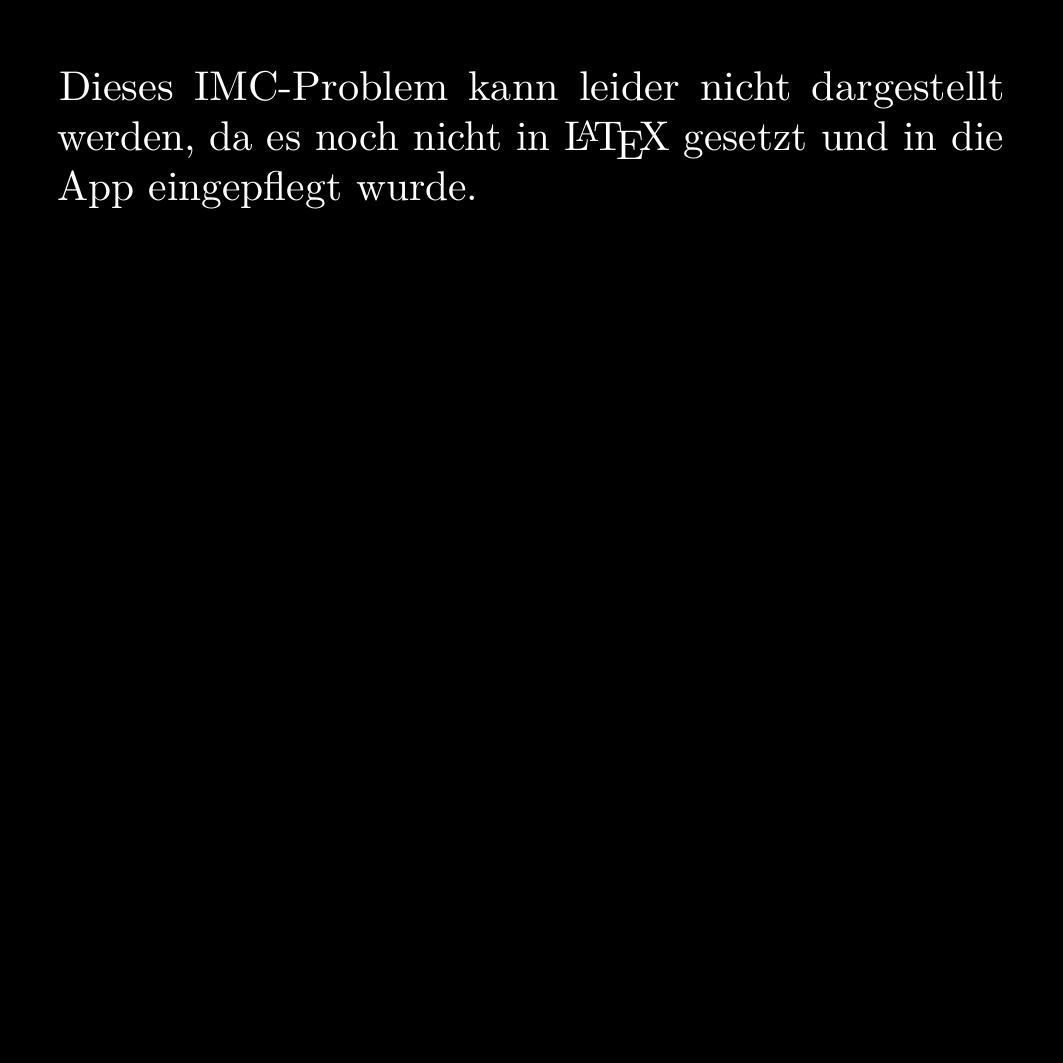 Dieses IMC-Problem kann leider nicht dargestellt
werden, da es noch nicht in LATEX gesetzt und in die
App eingepflegt wurde.